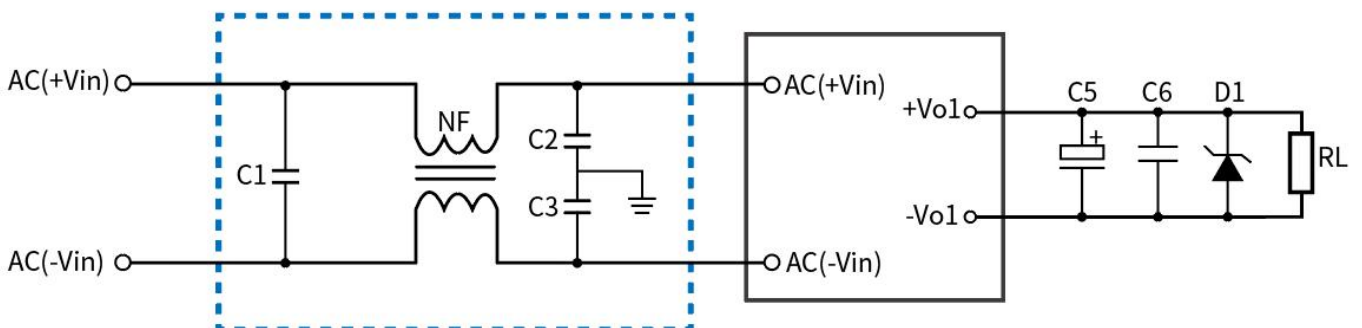 AC(+Vin)
C1
AC(-Vin)
NF
C2
C3
AC(+Vin)
AC(-Vin)
+Vo1
-Vo1
C5
C6
D1
+
RL